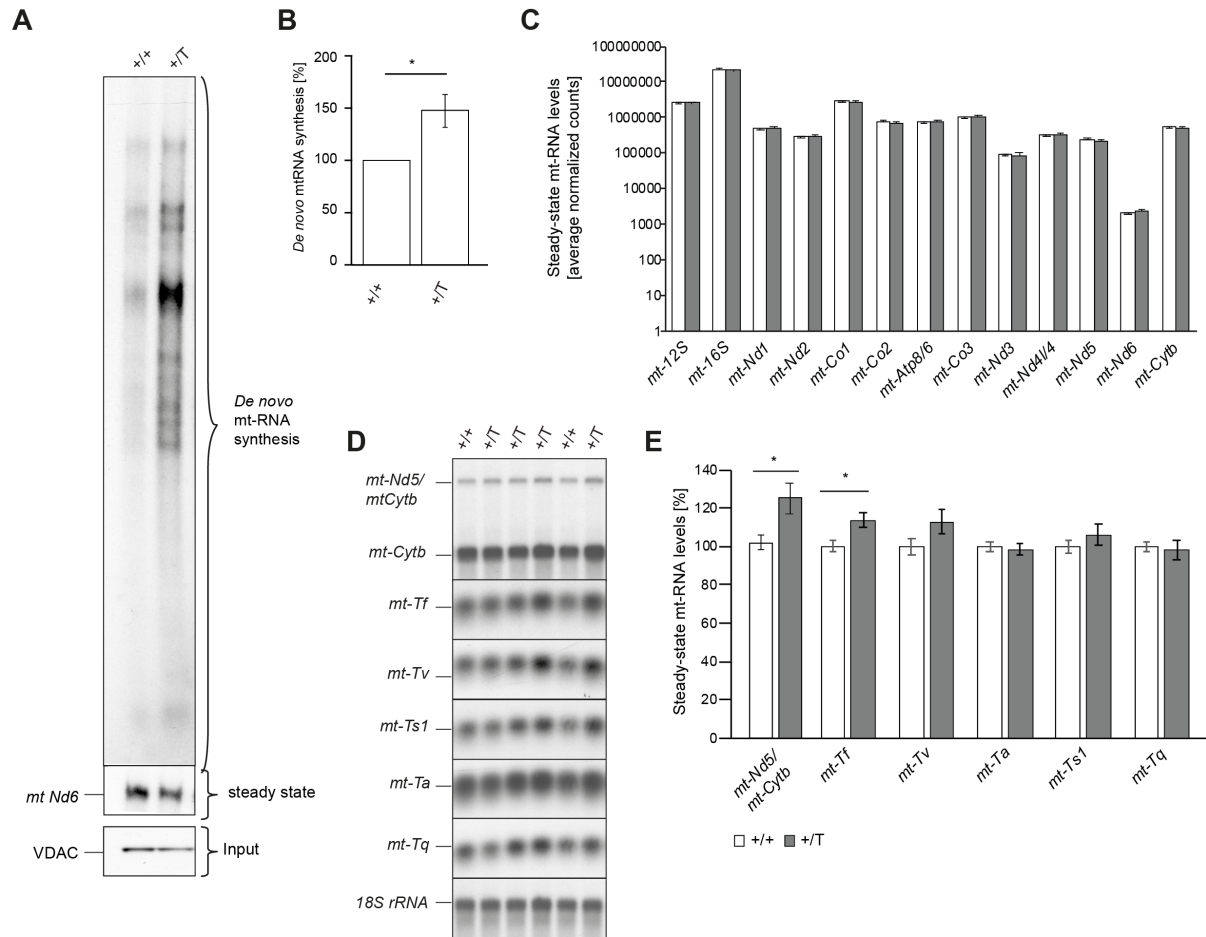 A
+/+ +/T
De novo
mt-RNA
synthesis
mt Nd6
steady state
VDAC
Input
B
De novo mtRNA synthesis [%]
200
150
100
50
0
*
+/+ +/T
C
Steady-state mt-RNA levels
[average normalized counts]
100000000
10000000
1000000
100000
10000
1000
100
10
1
mt-12S mt-16S mt-Nd1 mt-Nd2 mt-Co1 mt-Co2 mt-Atp8/6 mt-Co3 mt-Nd3 mt-Nd4l/4 mt-Nd5 mt-Nd6 mt-Cytb
D
+/+ +/T +/T +/T +/+ +/T
mt-Nd5/
mtCytb
mt-Cytb
mt-Tf
mt-Tv
mt-Ts1
mt-Ta
mt-Tq
18S rRNA
E
Steady-state mt-RNA levels [%]
140
120
100
80
60
40
20
0
* *
mt-Nd5/
mt-Cytb
mt-Tf mt-Tv mt-Ta mt-Ts1 mt-Tq
+/+ +/T